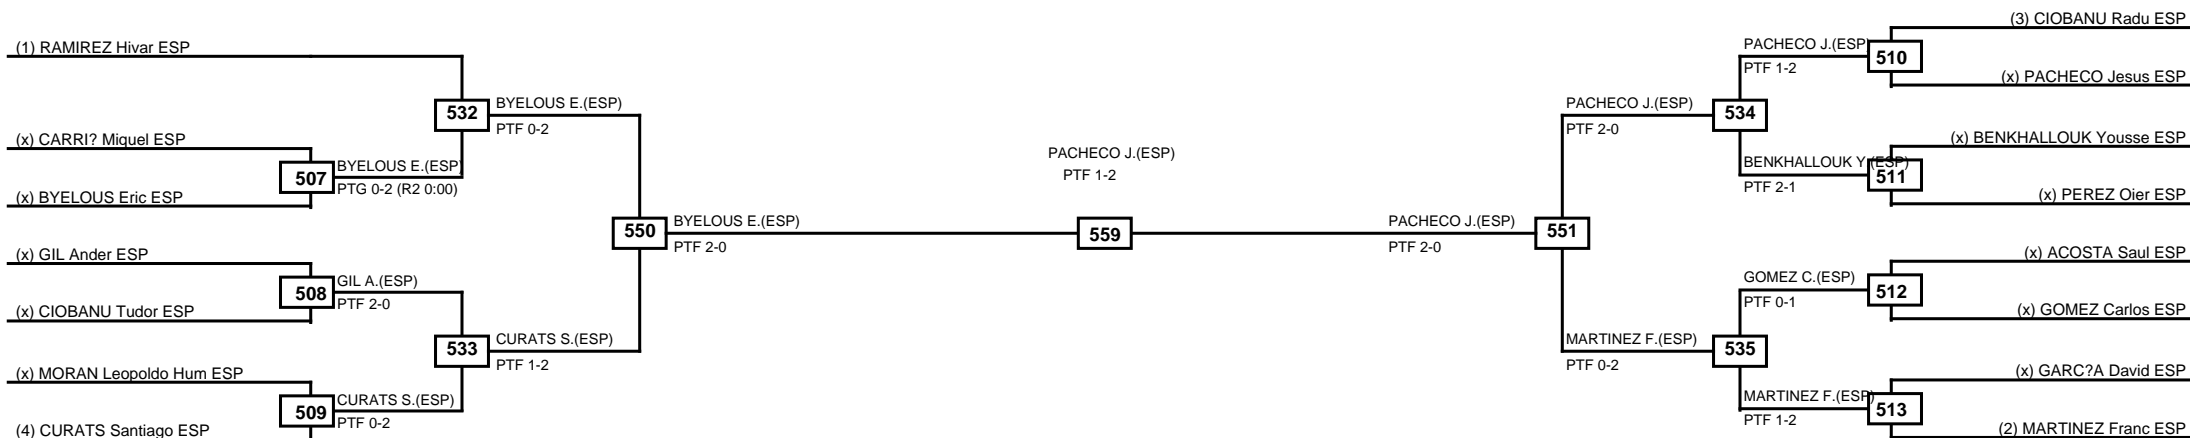 (1) RAMIREZ Hivar ESP
(x) CARRI? Miquel ESP
(x) BYELOUS Eric ESP
(x) GIL Ander ESP
(x) CIOBANU Tudor ESP
(x) MORAN Leopoldo Hum ESP
(4) CURATS Santiago ESP
507
BYELOUS E.(ESP)
PTG 0-2 (R2 0:00)
508
GIL A.(ESP)
PTF 2-0
509
CURATS S.(ESP)
PTF 0-2
532
BYELOUS E.(ESP)
PTF 0-2
533
CURATS S.(ESP)
PTF 1-2
550
BYELOUS E.(ESP)
PTF 2-0
PACHECO J.(ESP)
PTF 1-2
559
PACHECO J.(ESP)
PTF 2-0
551
PACHECO J.(ESP)
PTF 2-0
534
MARTINEZ F.(ESP)
PTF 0-2
535
PACHECO J.(ESP)
PTF 1-2
510
BENKHALLOUK Y.(ESP)
PTF 2-1
511
GOMEZ C.(ESP)
PTF 0-1
512
MARTINEZ F.(ESP)
PTF 1-2
513
(3) CIOBANU Radu ESP
(x) PACHECO Jesus ESP
(x) BENKHALLOUK Yousse ESP
(x) PEREZ Oier ESP
(x) ACOSTA Saul ESP
(x) GOMEZ Carlos ESP
(x) GARC?A David ESP
(2) MARTINEZ Franc ESP